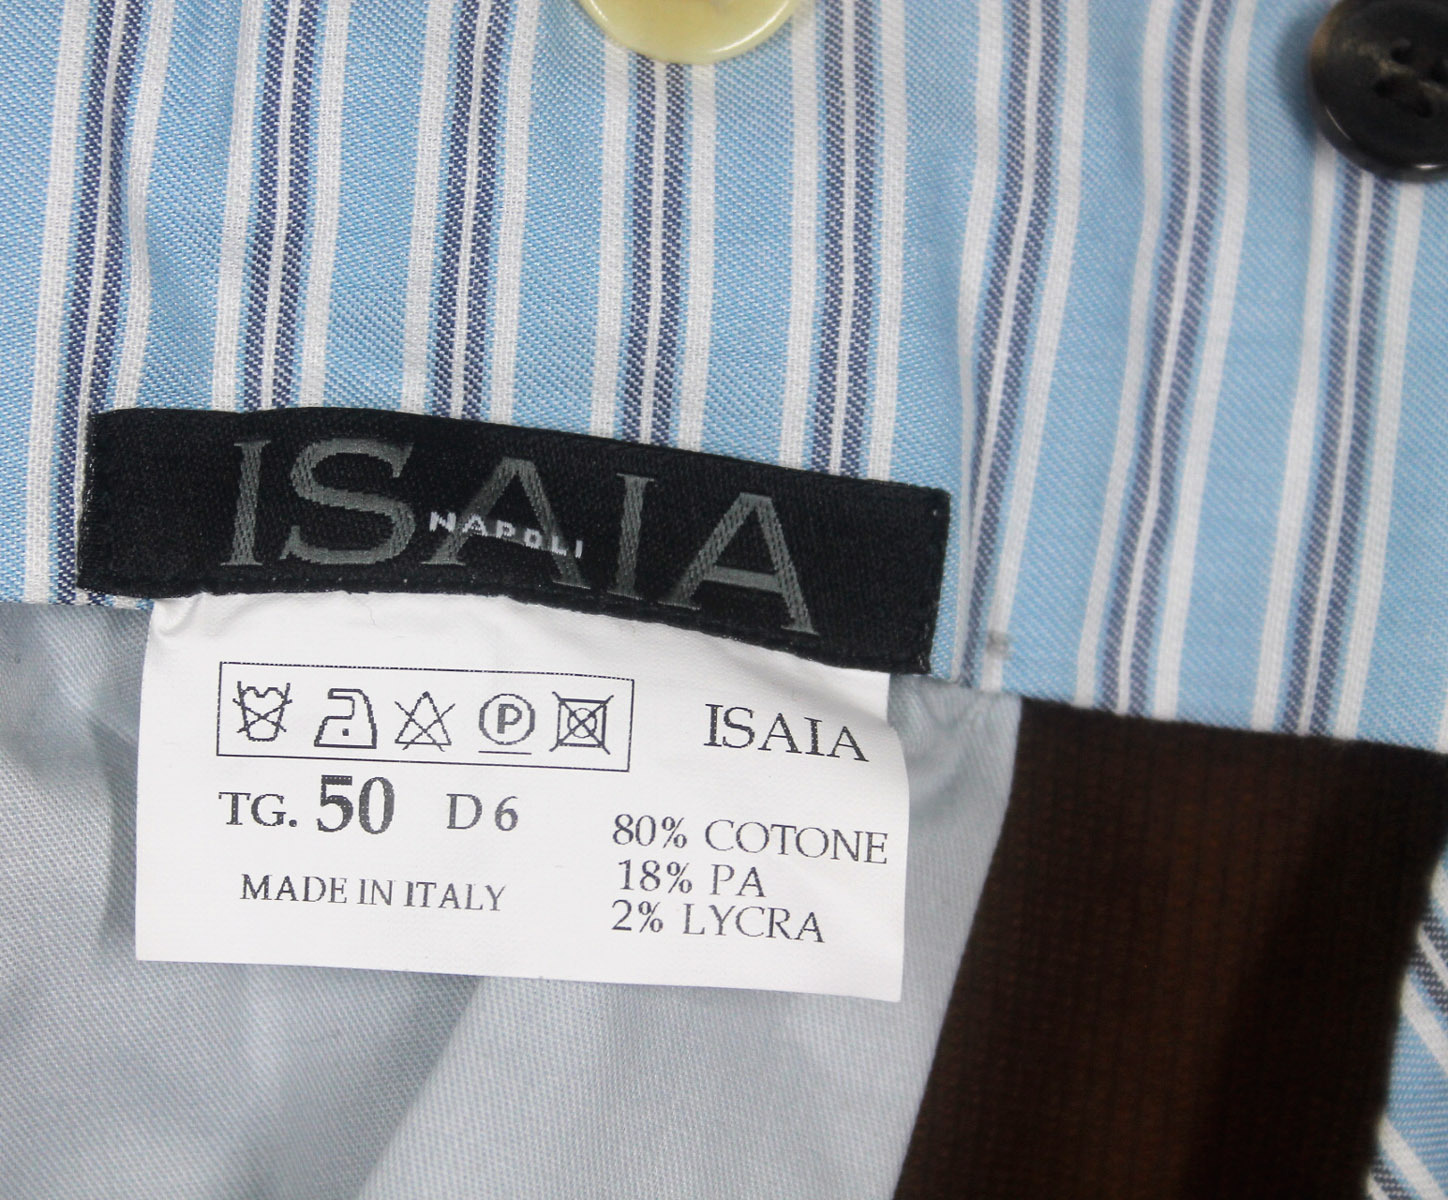 ISAIA
NAPOLI
P
ISAIA
TG. 50 D 6
80% COTONE
18% PA
2% LYCRA
MADE IN ITALY